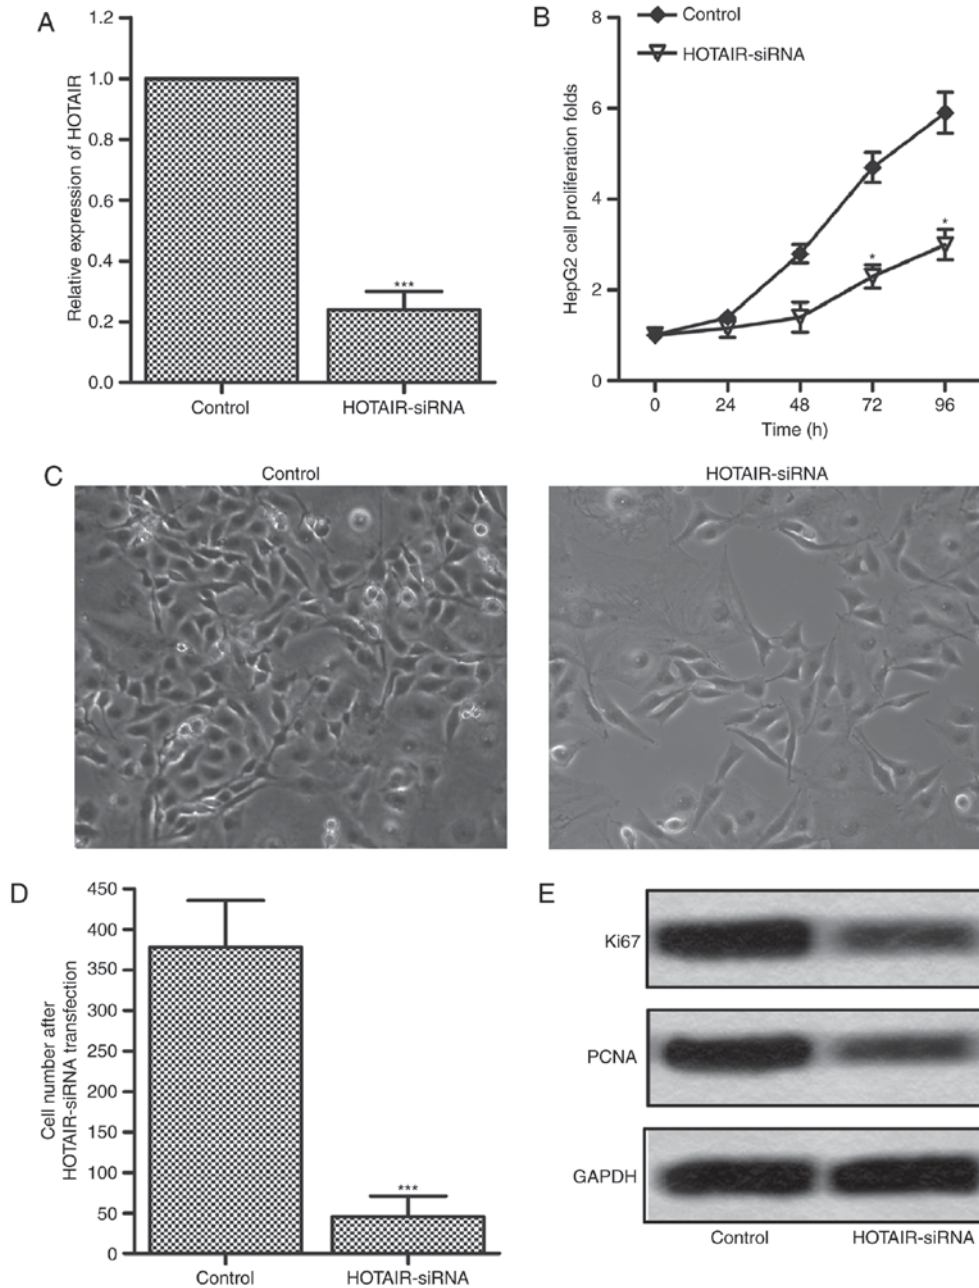 A
Relative expression of HOTAIR
1.2
1.0
0.8
0.6
0.4
0.2
0.0
***
Control
HOTAIR-siRNA
B
HepG2 cell proliferation folds
8
6
4
2
0
Control
HOTAIR-siRNA
*
*
0 24 48 72 96
Time (h)
C
Control
HOTAIR-siRNA
D
Cell number after
HOTAIR-siRNA transfection
450
400
350
300
250
200
150
100
50
0
***
Control
HOTAIR-siRNA
E
Ki67
PCNA
GAPDH
Control
HOTAIR-siRNA